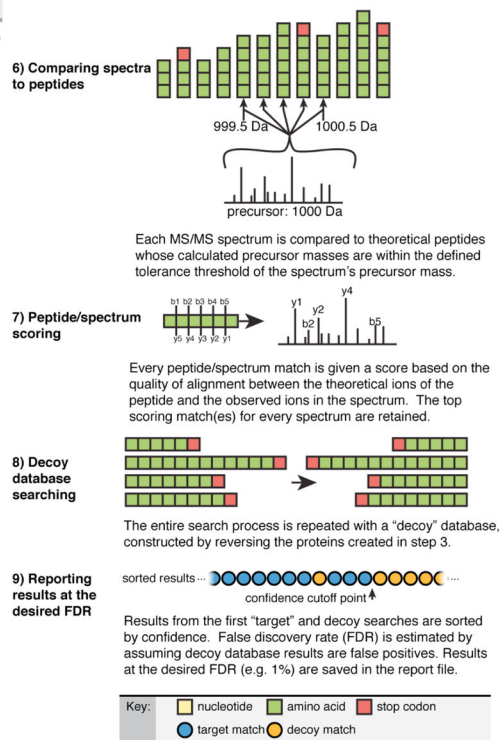 6) Comparing spectra
to peptides
999.5 Da
1000.5 Da
precursor: 1000 Da
Each MS/MS spectrum is compared to theoretical peptides
whose calculated precursor masses are within the defined
tolerance threshold of the spectrum's precursor mass.
7) Peptide/spectrum
scoring
b1 b2 b3 b4 b5
y5 y4 y3 y2 y1
y1
b2
y2
y4
b5
Every peptide/spectrum match is given a score based on the
quality of alignment between the theoretical ions of the
peptide and the observed ions in the spectrum. The top
scoring match(es) for every spectrum are retained.
8) Decoy
database
searching
The entire search process is repeated with a “decoy” database,
constructed by reversing the proteins created in step 3.
9) Reporting
results at the
desired FDR
sorted results ...
...
confidence cutoff point
Results from the first “target” and decoy searches are sorted
by confidence. False discovery rate (FDR) is estimated by
assuming decoy database results are false positives. Results
at the desired FDR (e.g. 1%) are saved in the report file.
Key: nucleotide amino acid stop codon
target match decoy match